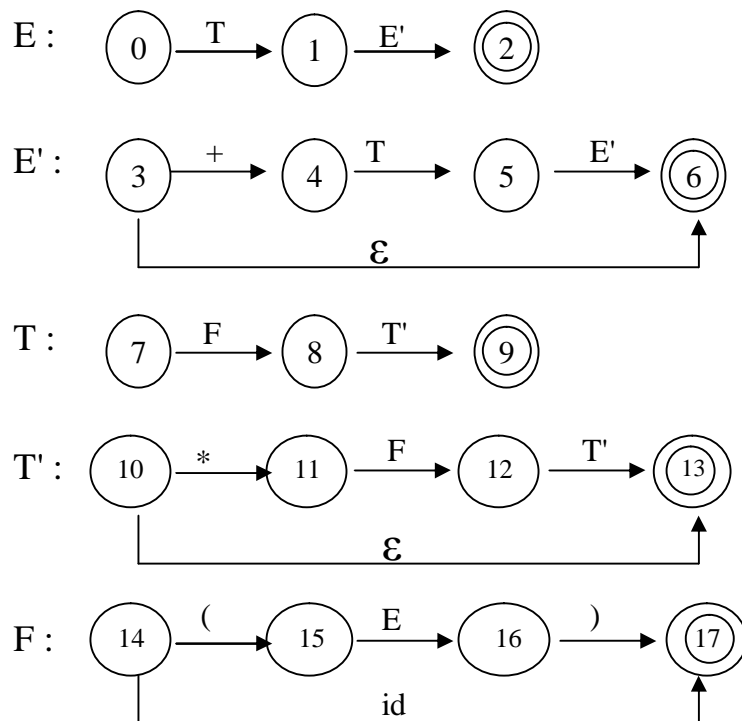 E : 0 T 1 E' 2
E' : 3 + 4 T 5 E' 6
ε
T : 7 F 8 T' 9
T' : 10 * 11 F 12 T' 13
ε
F : 14 ( 15 E 16 ) 17
id